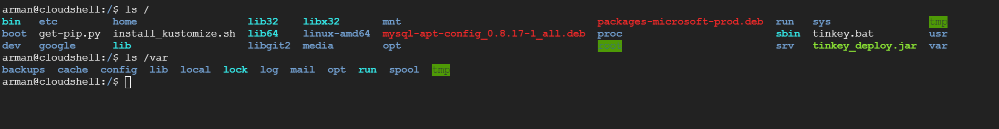 arman@cloudshell:/$ ls /
bin etc home lib32 libx32 mnt packages-microsoft-prod.deb run sys tmp
boot get-pip.py install_kustomize.sh lib64 linux-amd64 mysql-apt-config_0.8.17-1_all.deb proc sbin tinkey.bat usr
dev google lib libgit2 media opt root srv tinkey_deploy.jar var
arman@cloudshell:/$ ls /var
backups cache config lib local lock log mail opt run spool tmp
arman@cloudshell:/$